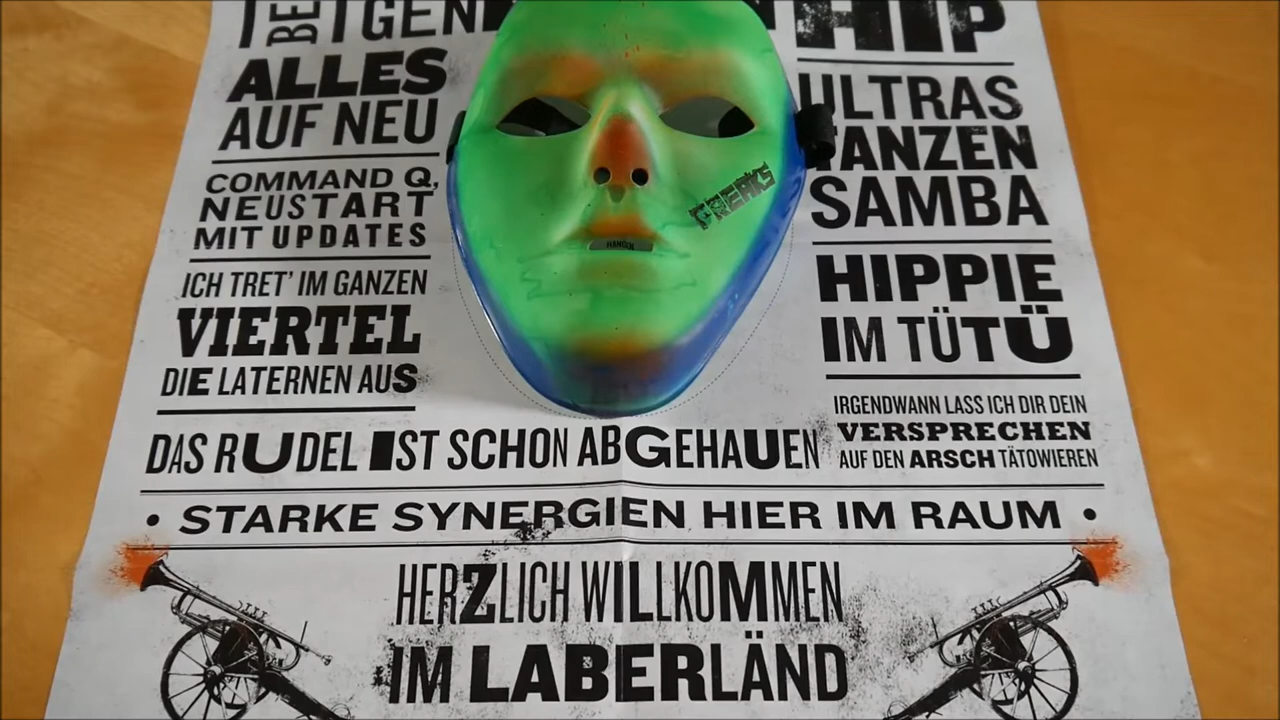 ALLES
AUF NEU
COMMAND Q,
NEUSTART
MIT UPDATES
ICH TRET' IM GANZEN
VIERTEL
DIE LATERNEN AUS
FREAKS
HIP
ULTRAS
TANZEN
SAMBA
HIPPIE
IM TÜTÜ
IRGENDWANN LASS ICH DIR DEIN
VERSPRECHEN
AUF DEN ARSCH TÄTOWIEREN
DAS RUDEL IST SCHON ABGEHAUEN
• STARKE SYNERGIEN HIER IM RAUM •
HERZLICH WILLKOMMEN
IM LABERLÄND